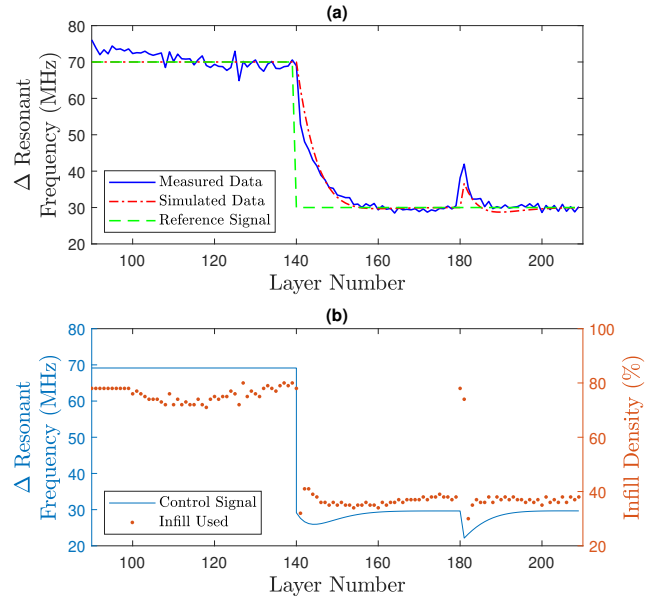 (a)
80
70
60
50
40
30
20
Δ Resonant
Frequency (MHz)
Measured Data
Simulated Data
Reference Signal
100 120 140 160 180 200
Layer Number
(b)
80
70
60
50
40
30
20
Δ Resonant
Frequency (MHz)
100
80
60
40
20
0
Infill Density (%)
Control Signal
Infill Used
100 120 140 160 180 200
Layer Number